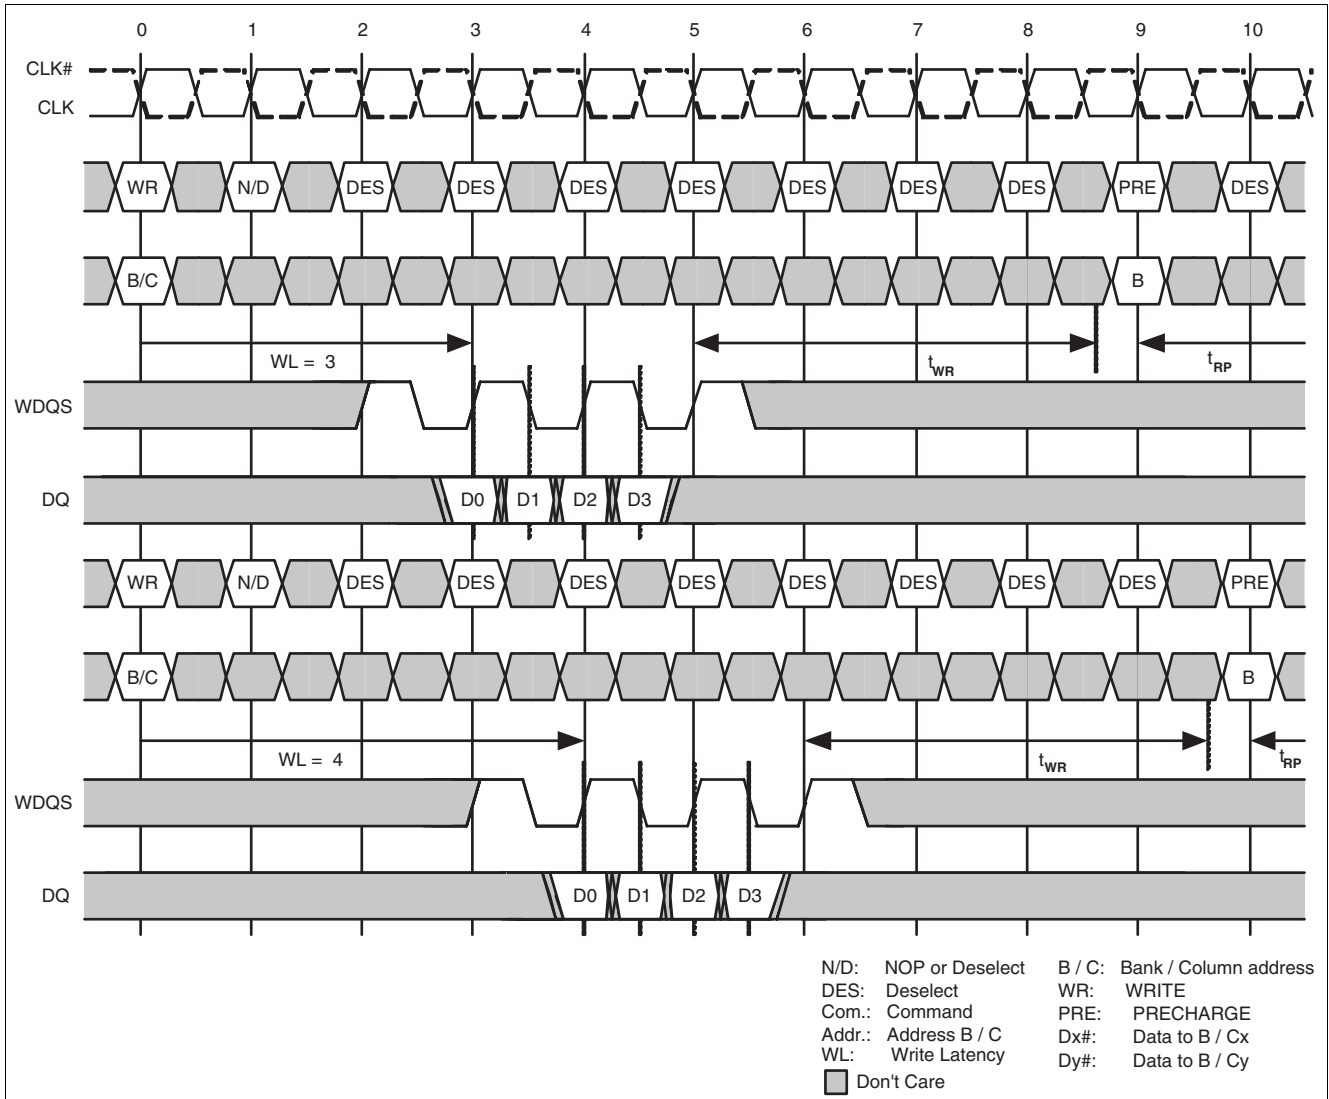 0 1 2 3 4 5 6 7 8 9 10
CLK#
CLK
WR N/D DES DES DES DES DES DES DES PRE DES
B/C B
WL = 3 tWR tRP
WDQS
DQ D0 D1 D2 D3
WR N/D DES DES DES DES DES DES DES DES PRE
B/C B
WL = 4 tWR tRP
WDQS
DQ D0 D1 D2 D3
N/D: NOP or Deselect B / C: Bank / Column address
DES: Deselect WR: WRITE
Com.: Command PRE: PRECHARGE
Addr.: Address B / C Dx#: Data to B / Cx
WL: Write Latency Dy#: Data to B / Cy
Don't Care